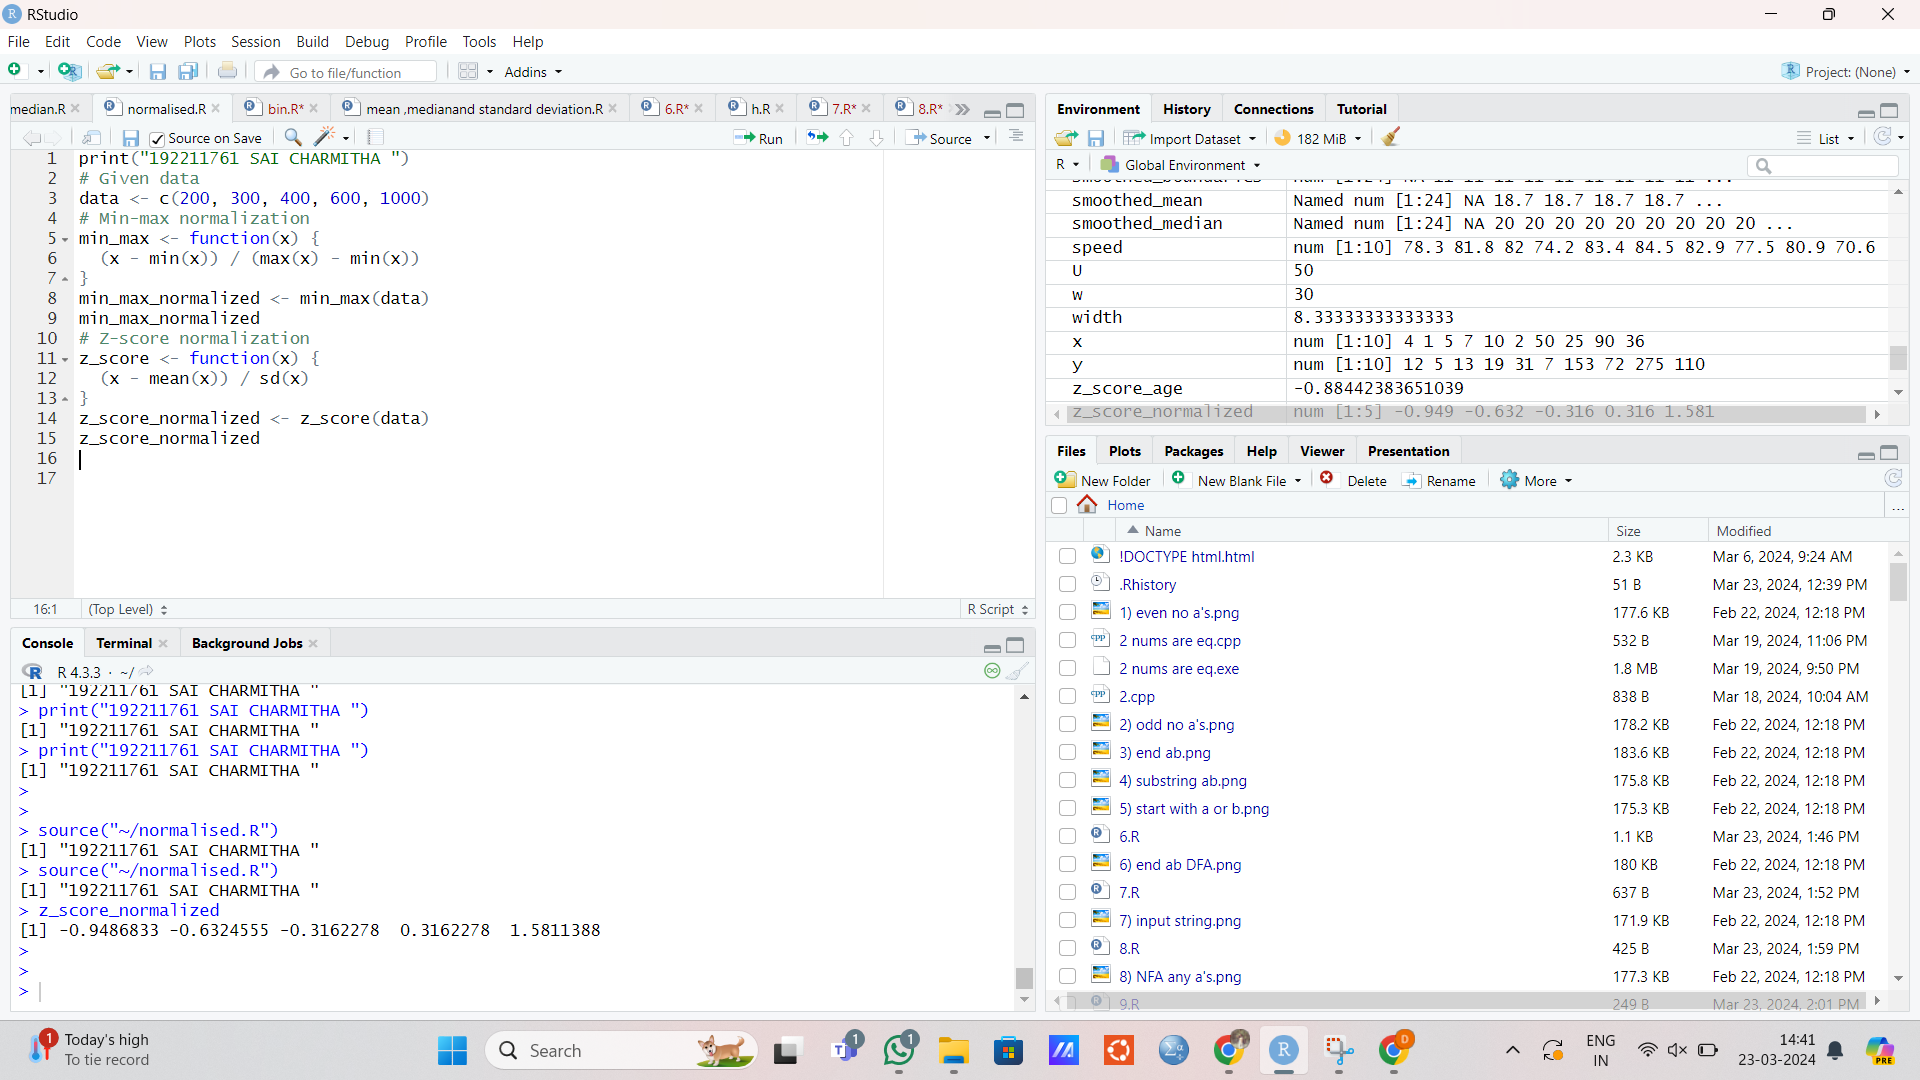 RStudio
File Edit Code View Plots Session Build Debug Profile Tools Help
Go to file/function Addins Project: (None)
median.R normalised.R bin.R* mean ,medianand standard deviation.R 6.R* h.R 7.R* 8.R*
Source on Save Run Source
1 print("192211761 SAI CHARMITHA ")
2 # Given data
3 data <- c(200, 300, 400, 600, 1000)
4 # Min-max normalization
5 min_max <- function(x) {
6 (x - min(x)) / (max(x) - min(x))
7 }
8 min_max_normalized <- min_max(data)
9 min_max_normalized
10 # Z-score normalization
11 z_score <- function(x) {
12 (x - mean(x)) / sd(x)
13 }
14 z_score_normalized <- z_score(data)
15 z_score_normalized
16
17
16:1 (Top Level) R Script
Console Terminal Background Jobs
R 4.3.3 · ~/
[1] "192211761 SAI CHARMITHA "
> print("192211761 SAI CHARMITHA ")
[1] "192211761 SAI CHARMITHA "
> print("192211761 SAI CHARMITHA ")
[1] "192211761 SAI CHARMITHA "
>
>
> source("~/normalised.R")
[1] "192211761 SAI CHARMITHA "
> source("~/normalised.R")
[1] "192211761 SAI CHARMITHA "
> z_score_normalized
[1] -0.9486833 -0.6324555 -0.3162278 0.3162278 1.5811388
>
>
>
Environment History Connections Tutorial
Import Dataset 182 MiB List
R Global Environment
smoothed_mean Named num [1:24] NA 18.7 18.7 18.7 18.7 ...
smoothed_median Named num [1:24] NA 20 20 20 20 20 20 20 20 20 ...
speed num [1:10] 78.3 81.8 82 74.2 83.4 84.5 82.9 77.5 80.9 70.6
U 50
w 30
width 8.33333333333333
x num [1:10] 4 1 5 7 10 2 50 25 90 36
y num [1:10] 12 5 13 19 31 7 153 72 275 110
z_score_age -0.88442383651039
z_score_normalized num [1:5] -0.949 -0.632 -0.316 0.316 1.581
Files Plots Packages Help Viewer Presentation
New Folder New Blank File Delete Rename More
Home ...
Name Size Modified
!DOCTYPE html.html 2.3 KB Mar 6, 2024, 9:24 AM
.Rhistory 51 B Mar 23, 2024, 12:39 PM
1) even no a's.png 177.6 KB Feb 22, 2024, 12:18 PM
2 nums are eq.cpp 532 B Mar 19, 2024, 11:06 PM
2 nums are eq.exe 1.8 MB Mar 19, 2024, 9:50 PM
2.cpp 838 B Mar 18, 2024, 10:04 AM
2) odd no a's.png 178.2 KB Feb 22, 2024, 12:18 PM
3) end ab.png 183.6 KB Feb 22, 2024, 12:18 PM
4) substring ab.png 175.8 KB Feb 22, 2024, 12:18 PM
5) start with a or b.png 175.3 KB Feb 22, 2024, 12:18 PM
6.R 1.1 KB Mar 23, 2024, 1:46 PM
6) end ab DFA.png 180 KB Feb 22, 2024, 12:18 PM
7.R 637 B Mar 23, 2024, 1:52 PM
7) input string.png 171.9 KB Feb 22, 2024, 12:18 PM
8.R 425 B Mar 23, 2024, 1:59 PM
8) NFA any a's.png 177.3 KB Feb 22, 2024, 12:18 PM
9.R 249 B Mar 23, 2024, 2:01 PM
1 Today's high
To tie record
Search
1
1
D
ENG
IN
14:41
23-03-2024
PRE